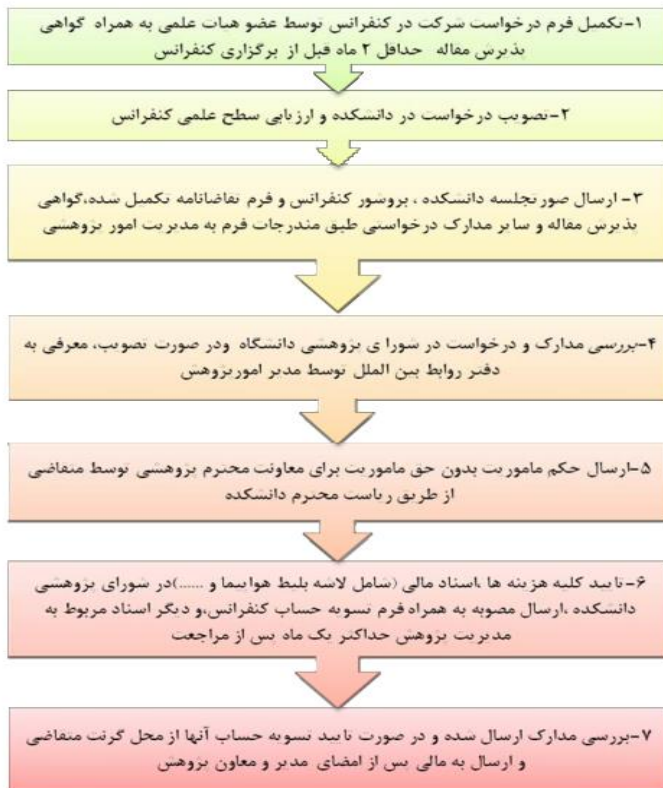 ۱-تکمیل فرم درخواست شرکت در کنفرانس توسط عضو هیات علمی به همراه گواهی
پذیرش مقاله حداقل ۲ ماه قبل از برگزاری کنفرانس
۲-تصویب درخواست در دانشکده و ارزیابی سطح علمی کنفرانس
۳- ارسال صورتجلسه دانشکده ، بروشور کنفرانس و فرم تقاضانامه تکمیل شده،گواهی
پذیرش مقاله و سایر مدارک درخواستی طبق مندرجات فرم به مدیریت امور پژوهشی
۴-بررسی مدارک و درخواست در شورا ی پژوهشی دانشگاه ودر صورت تصویب، معرفی به
دفتر روابط بین الملل توسط مدیر امورپژوهش
۵-ارسال حکم ماموریت بدون حق ماموریت برای معاونت محترم پژوهشی توسط متقاضی
از طریق ریاست محترم دانشکده
۶-تایید کلیه هزینه ها ،اسناد مالی (شامل لاشه بلیط هواپیما و ......)در شورای پژوهشی
دانشکده ،ارسال مصوبه به همراه فرم تسویه حساب کنفرانس،و دیگر اسناد مربوط به
مدیریت پژوهش حداکثر یک ماه پس از مراجعت
۷-بررسی مدارک ارسال شده و در صورت تایید تسویه حساب آنها از محل گرنت متقاضی
و ارسال به مالی پس از امضای مدیر و معاون پژوهش